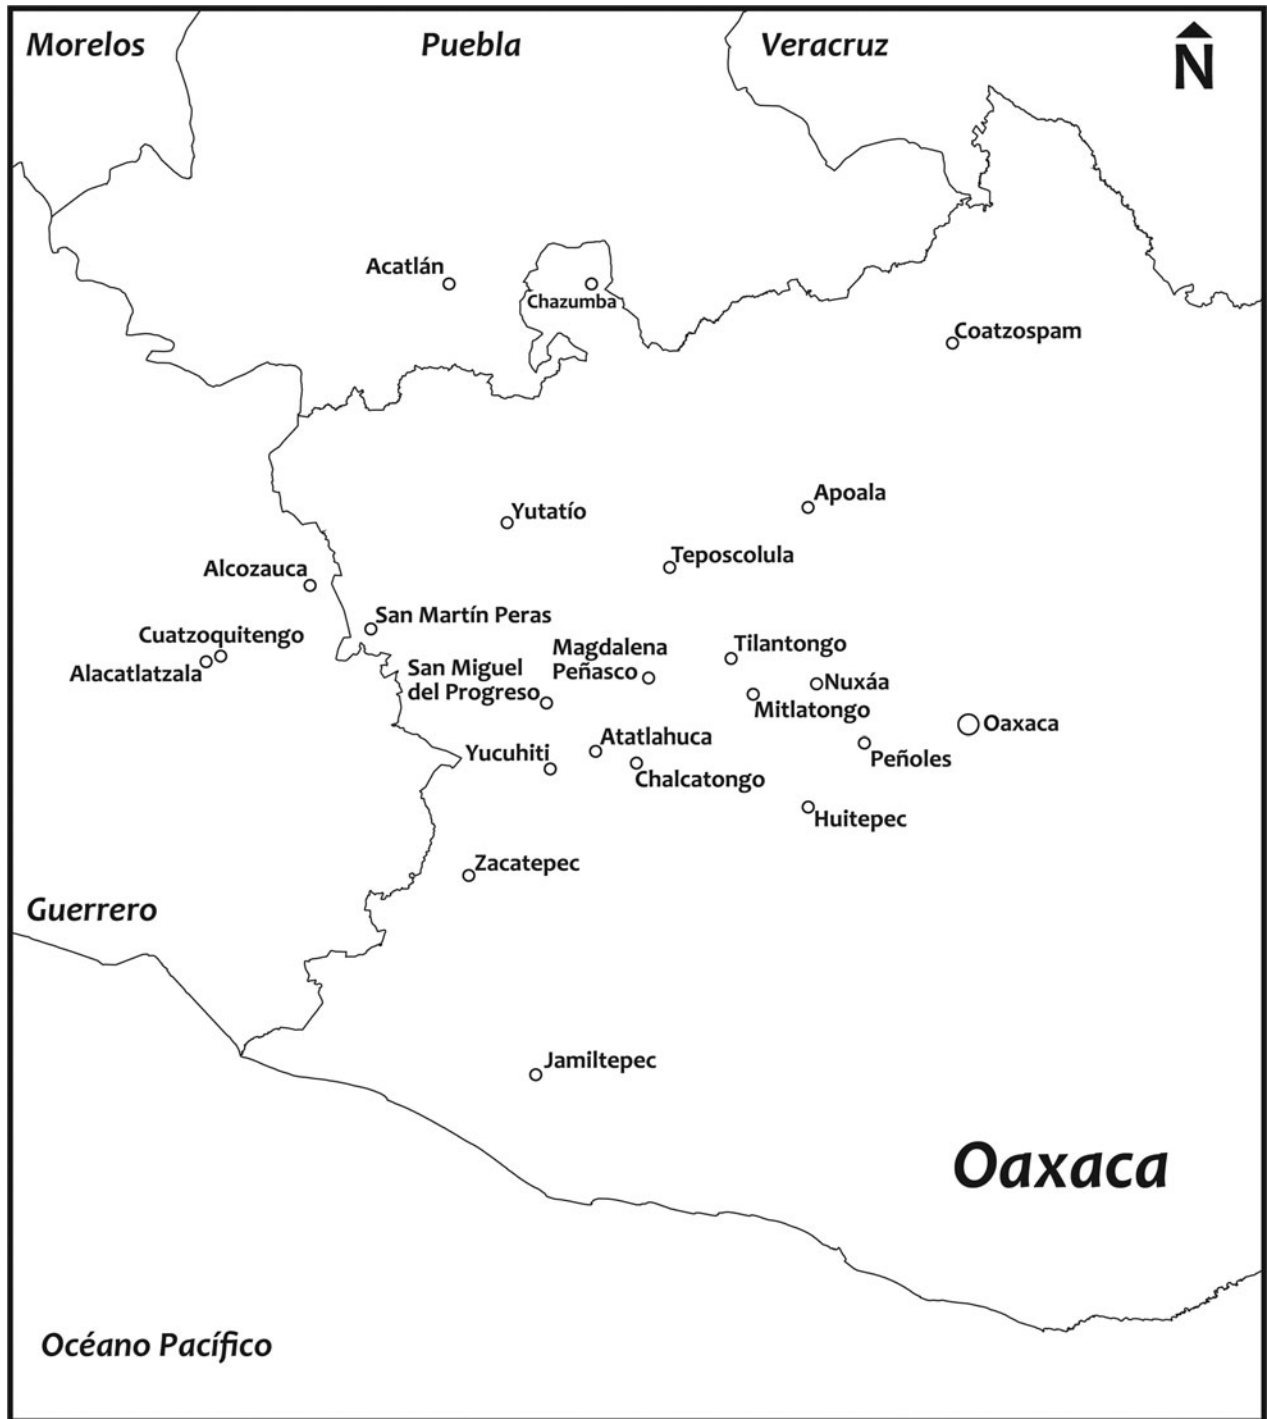 Morelos
Puebla
Veracruz
N
Acatlán
Chazumba
Coatzospam
Apoala
Yutatío
Teposcolula
Alcozauca
San Martín Peras
Cuatzoquitengo
Alacatlatzala
Magdalena
Peñasco
Tilantongo
San Miguel
del Progreso
Nuxáa
Mitlatongo
Oaxaca
Atatlahuca
Yucuhiti
Peñoles
Chalcatongo
Huitepec
Zacatepec
Guerrero
Jamiltepec
Oaxaca
Océano Pacífico